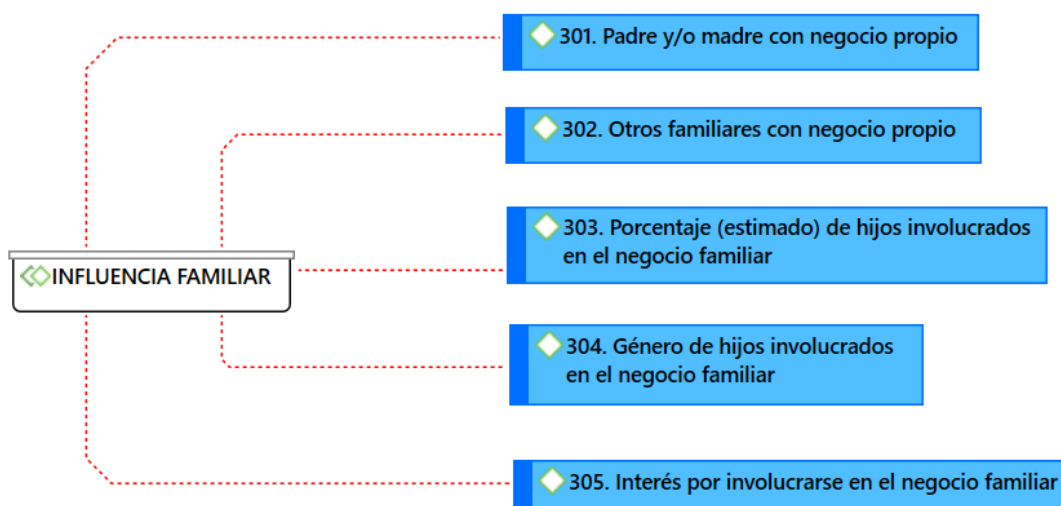 301. Padre y/o madre con negocio propio
302. Otros familiares con negocio propio
303. Porcentaje (estimado) de hijos involucrados
en el negocio familiar
INFLUENCIA FAMILIAR
304. Género de hijos involucrados
en el negocio familiar
305. Interés por involucrarse en el negocio familiar